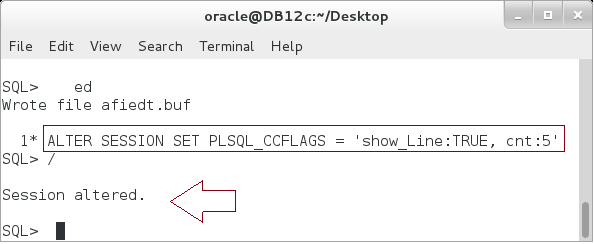 oracle@DB12c:~/Desktop
File Edit View Search Terminal Help
SQL> ed
Wrote file afiedt.buf
1* ALTER SESSION SET PLSQL_CCFLAGS = 'show_Line:TRUE, cnt:5'
SQL> /
Session altered.
SQL>